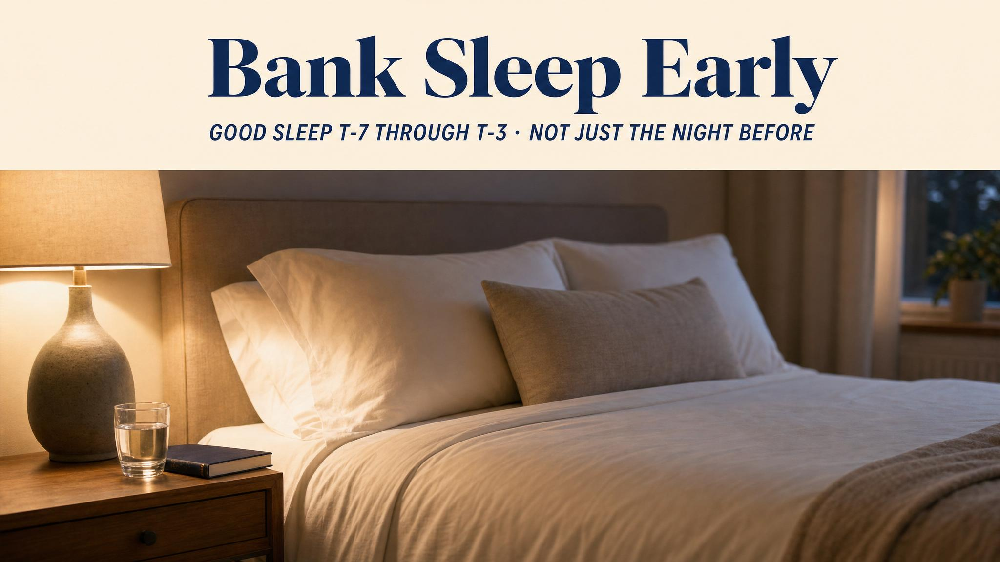 Bank Sleep Early
GOOD SLEEP T-7 THROUGH T-3 · NOT JUST THE NIGHT BEFORE